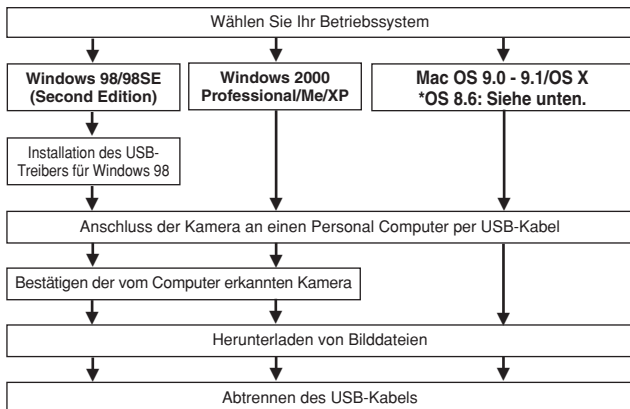 Wählen Sie Ihr Betriebssystem
Windows 98/98SE
(Second Edition)
Windows 2000
Professional/Me/XP
Mac OS 9.0 - 9.1/OS X
*OS 8.6: Siehe unten.
Installation des USB-
Treibers für Windows 98
Anschluss der Kamera an einen Personal Computer per USB-Kabel
Bestätigen der vom Computer erkannten Kamera
Herunterladen von Bilddateien
Abtrennen des USB-Kabels